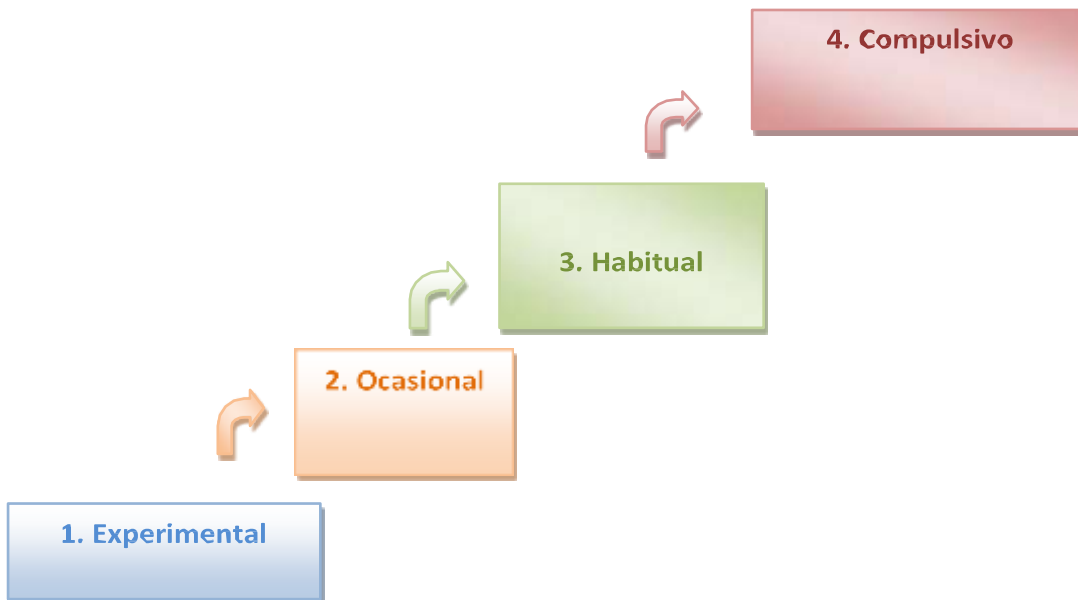 4. Compulsivo
3. Habitual
2. Ocasional
1. Experimental